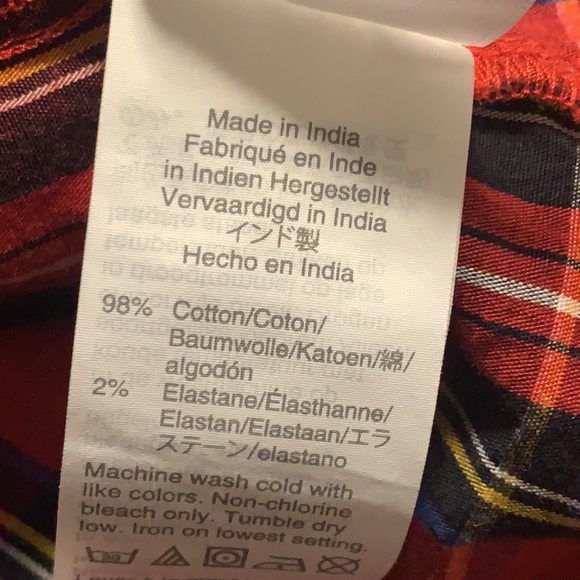 Made in India
Fabriqué en Inde
in Indien Hergestellt
Vervaardigd in India
インド製
Hecho en India
98% Cotton/Coton/
Baumwolle/Katoen/綿/
algodón
2% Elastane/Élasthanne/
Elastan/Elastaan/エラ
ステーン/elastano
Machine wash cold with
like colors. Non-chlorine
bleach only. Tumble dry
low. Iron on lowest setting.